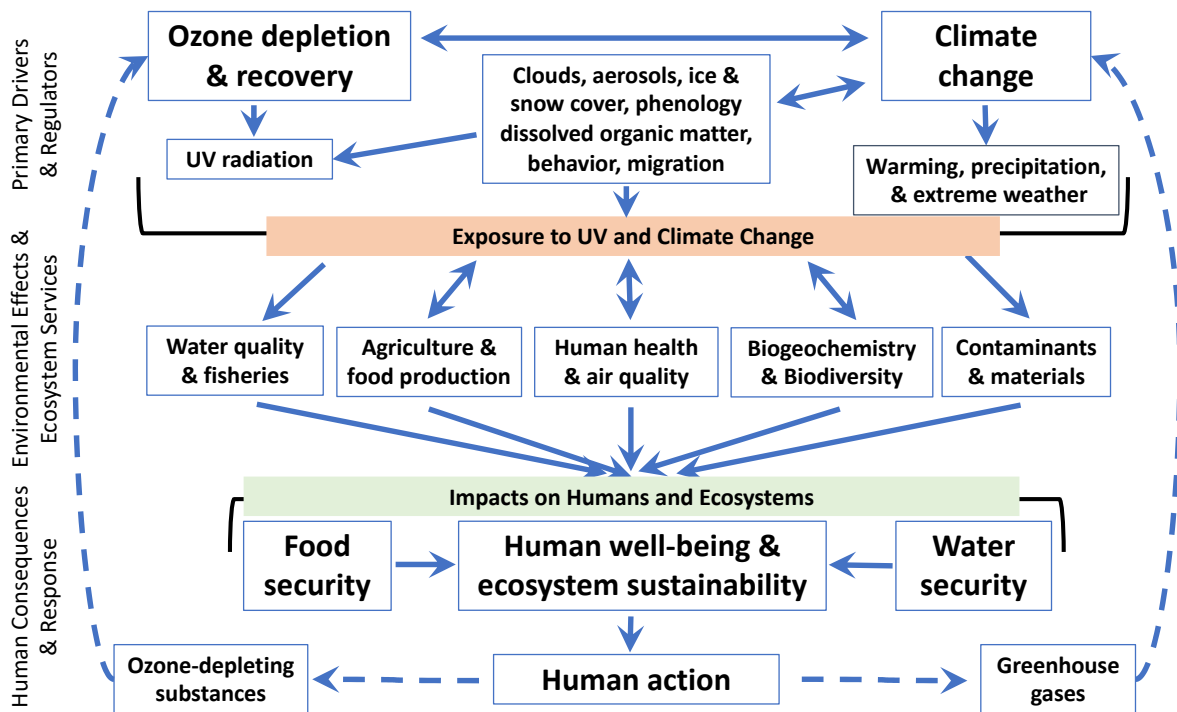 Primary Drivers
& Regulators
Ozone depletion
& recovery
Clouds, aerosols, ice &
snow cover, phenology
dissolved organic matter,
behavior, migration
Climate
change
UV radiation
Warming, precipitation,
& extreme weather
Exposure to UV and Climate Change
Environmental Effects &
Ecosystem Services
Water quality
& fisheries
Agriculture &
food production
Human health
& air quality
Biogeochemistry
& Biodiversity
Contaminants
& materials
Impacts on Humans and Ecosystems
Human Consequences
& Response
Food
security
Human well-being &
ecosystem sustainability
Water
security
Ozone-depleting
substances
Human action
Greenhouse
gases